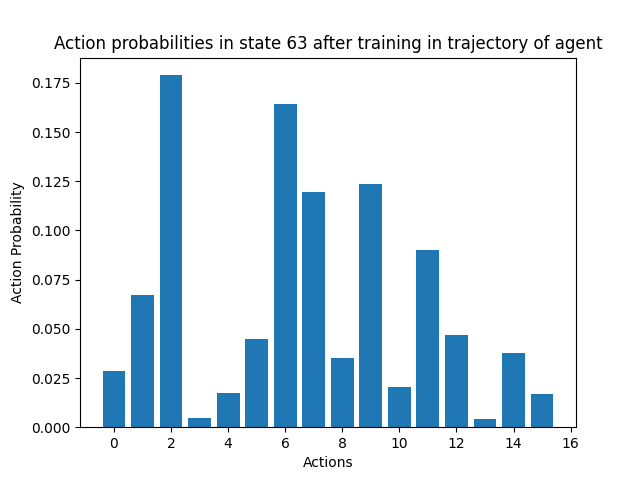 Action probabilities in state 63 after training in trajectory of agent
0.175
0.150
0.125
0.100
0.075
0.050
0.025
0.000
Action Probability
0 2 4 6 8 10 12 14 16
Actions